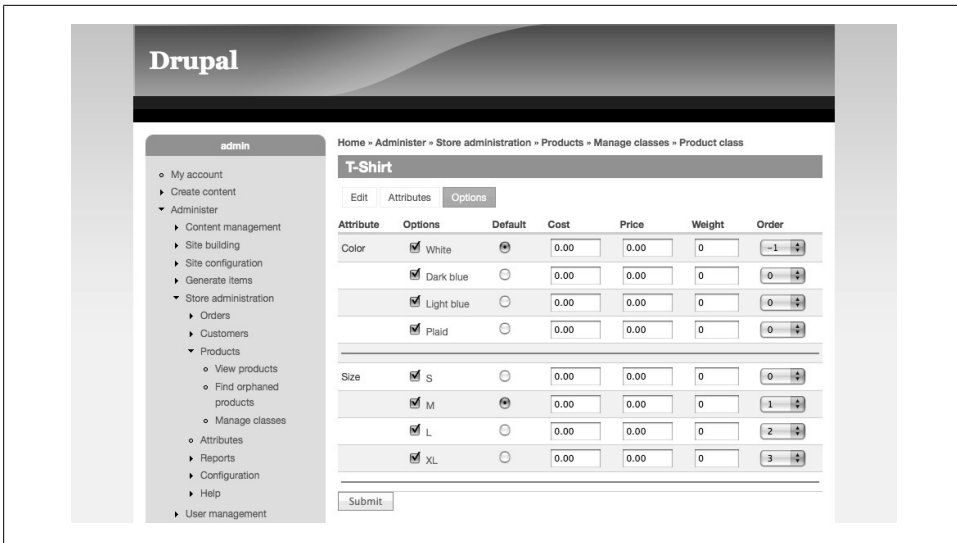 Drupal
admin
My account
Create content
Administer
Content management
Site building
Site configuration
Generate items
Store administration
Orders
Customers
Products
View products
Find orphaned
products
Manage classes
Attributes
Reports
Configuration
Help
User management
Home » Administer » Store administration » Products » Manage classes » Product class
T-Shirt
Edit Attributes Options
Attribute Options Default Cost Price Weight Order
Color White 0.00 0.00 0 -1
Dark blue 0.00 0.00 0 0
Light blue 0.00 0.00 0 0
Plaid 0.00 0.00 0 0
Size S 0.00 0.00 0 0
M 0.00 0.00 0 1
L 0.00 0.00 0 2
XL 0.00 0.00 0 3
Submit